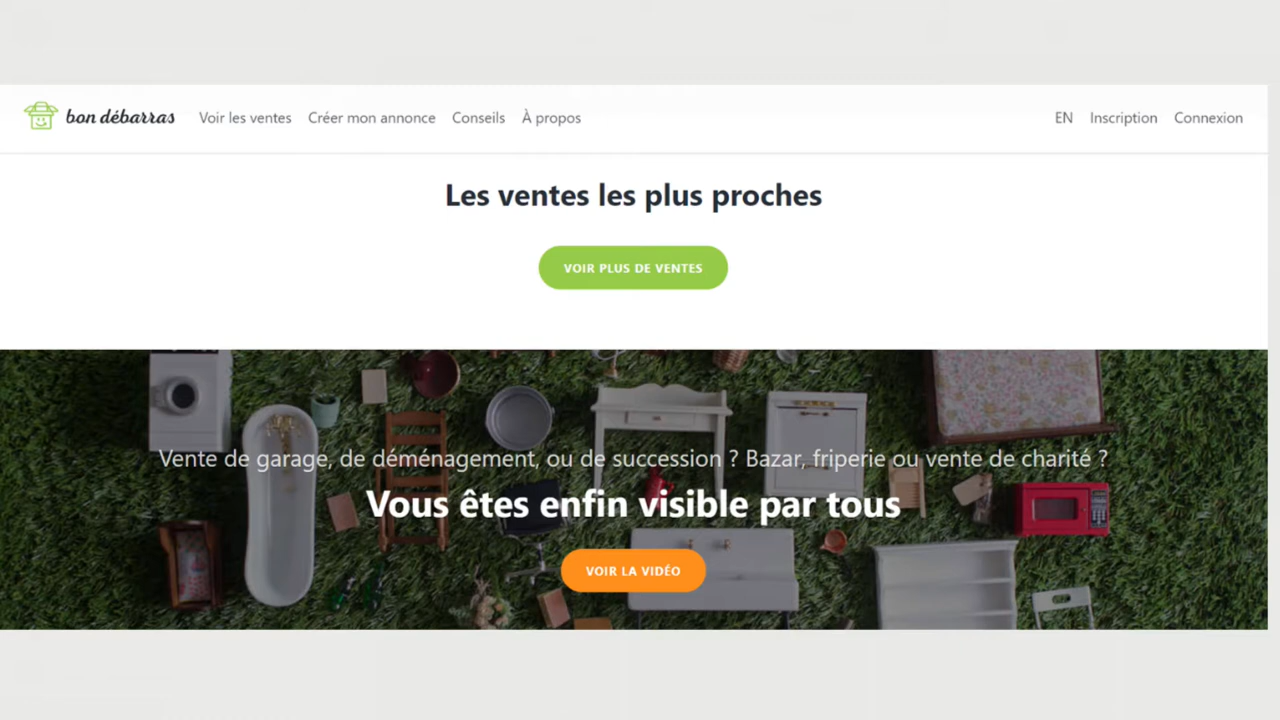 bon débarras
Voir les ventes
Créer mon annonce
Conseils
À propos
EN
Inscription
Connexion
Les ventes les plus proches
VOIR PLUS DE VENTES
Vente de garage, de déménagement, ou de succession ? Bazar, friperie ou vente de charité ?
Vous êtes enfin visible par tous
VOIR LA VIDÉO